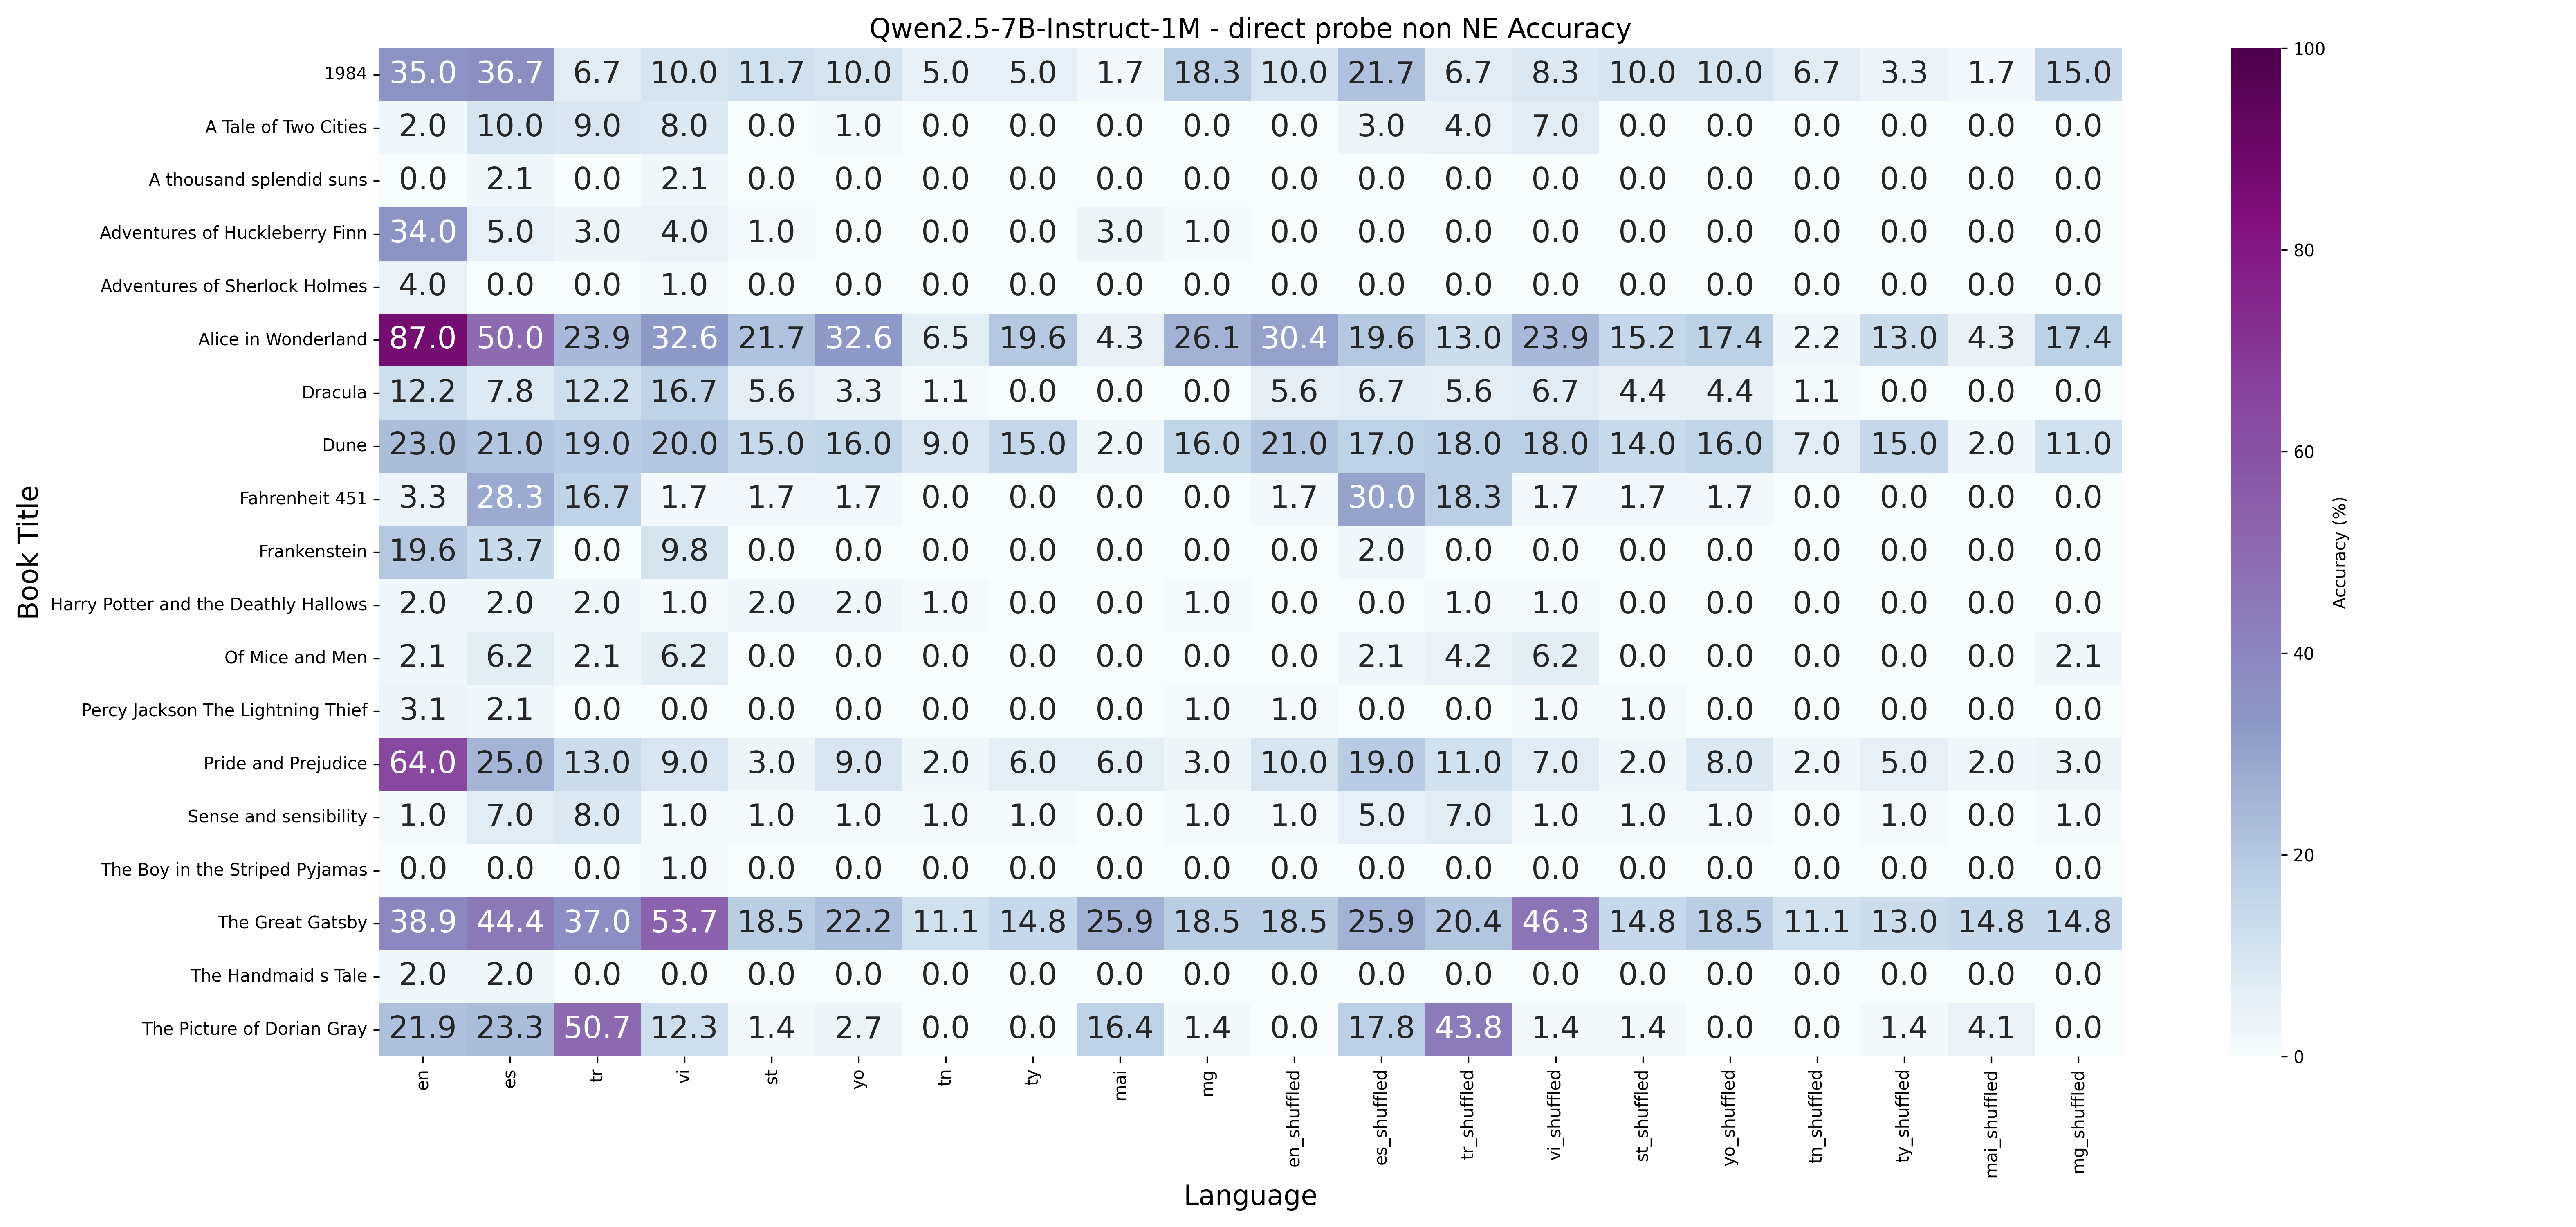 Qwen2.5-7B-Instruct-1M - direct probe non NE Accuracy
Book Title
1984 35.0 36.7 6.7 10.0 11.7 10.0 5.0 5.0 1.7 18.3 10.0 21.7 6.7 8.3 10.0 10.0 6.7 3.3 1.7 15.0
A Tale of Two Cities 2.0 10.0 9.0 8.0 0.0 1.0 0.0 0.0 0.0 0.0 0.0 3.0 4.0 7.0 0.0 0.0 0.0 0.0 0.0 0.0
A thousand splendid suns 0.0 2.1 0.0 2.1 0.0 0.0 0.0 0.0 0.0 0.0 0.0 0.0 0.0 0.0 0.0 0.0 0.0 0.0 0.0 0.0
Adventures of Huckleberry Finn 34.0 5.0 3.0 4.0 1.0 0.0 0.0 0.0 3.0 1.0 0.0 0.0 0.0 0.0 0.0 0.0 0.0 0.0 0.0 0.0
Adventures of Sherlock Holmes 4.0 0.0 0.0 1.0 0.0 0.0 0.0 0.0 0.0 0.0 0.0 0.0 0.0 0.0 0.0 0.0 0.0 0.0 0.0 0.0
Alice in Wonderland 87.0 50.0 23.9 32.6 21.7 32.6 6.5 19.6 4.3 26.1 30.4 19.6 13.0 23.9 15.2 17.4 2.2 13.0 4.3 17.4
Dracula 12.2 7.8 12.2 16.7 5.6 3.3 1.1 0.0 0.0 0.0 5.6 6.7 5.6 6.7 4.4 4.4 1.1 0.0 0.0 0.0
Dune 23.0 21.0 19.0 20.0 15.0 16.0 9.0 15.0 2.0 16.0 21.0 17.0 18.0 18.0 14.0 16.0 7.0 15.0 2.0 11.0
Fahrenheit 451 3.3 28.3 16.7 1.7 1.7 1.7 0.0 0.0 0.0 0.0 1.7 30.0 18.3 1.7 1.7 1.7 0.0 0.0 0.0 0.0
Frankenstein 19.6 13.7 0.0 9.8 0.0 0.0 0.0 0.0 0.0 0.0 0.0 2.0 0.0 0.0 0.0 0.0 0.0 0.0 0.0 0.0
Harry Potter and the Deathly Hallows 2.0 2.0 2.0 1.0 2.0 2.0 1.0 0.0 0.0 1.0 0.0 0.0 1.0 1.0 0.0 0.0 0.0 0.0 0.0 0.0
Of Mice and Men 2.1 6.2 2.1 6.2 0.0 0.0 0.0 0.0 0.0 0.0 0.0 2.1 4.2 6.2 0.0 0.0 0.0 0.0 0.0 2.1
Percy Jackson The Lightning Thief 3.1 2.1 0.0 0.0 0.0 0.0 0.0 0.0 0.0 1.0 1.0 0.0 0.0 1.0 1.0 0.0 0.0 0.0 0.0 0.0
Pride and Prejudice 64.0 25.0 13.0 9.0 3.0 9.0 2.0 6.0 6.0 3.0 10.0 19.0 11.0 7.0 2.0 8.0 2.0 5.0 2.0 3.0
Sense and sensibility 1.0 7.0 8.0 1.0 1.0 1.0 1.0 1.0 0.0 1.0 1.0 5.0 7.0 1.0 1.0 1.0 0.0 1.0 0.0 1.0
The Boy in the Striped Pyjamas 0.0 0.0 0.0 1.0 0.0 0.0 0.0 0.0 0.0 0.0 0.0 0.0 0.0 0.0 0.0 0.0 0.0 0.0 0.0 0.0
The Great Gatsby 38.9 44.4 37.0 53.7 18.5 22.2 11.1 14.8 25.9 18.5 18.5 25.9 20.4 46.3 14.8 18.5 11.1 13.0 14.8 14.8
The Handmaid s Tale 2.0 2.0 0.0 0.0 0.0 0.0 0.0 0.0 0.0 0.0 0.0 0.0 0.0 0.0 0.0 0.0 0.0 0.0 0.0 0.0
The Picture of Dorian Gray 21.9 23.3 50.7 12.3 1.4 2.7 0.0 0.0 16.4 1.4 0.0 17.8 43.8 1.4 1.4 0.0 0.0 1.4 4.1 0.0
en es tr vi st yo tn ty mai mg en_shuffled es_shuffled tr_shuffled vi_shuffled st_shuffled yo_shuffled tn_shuffled ty_shuffled mai_shuffled mg_shuffled
Language
100
80
60
40
20
0
Accuracy (%)